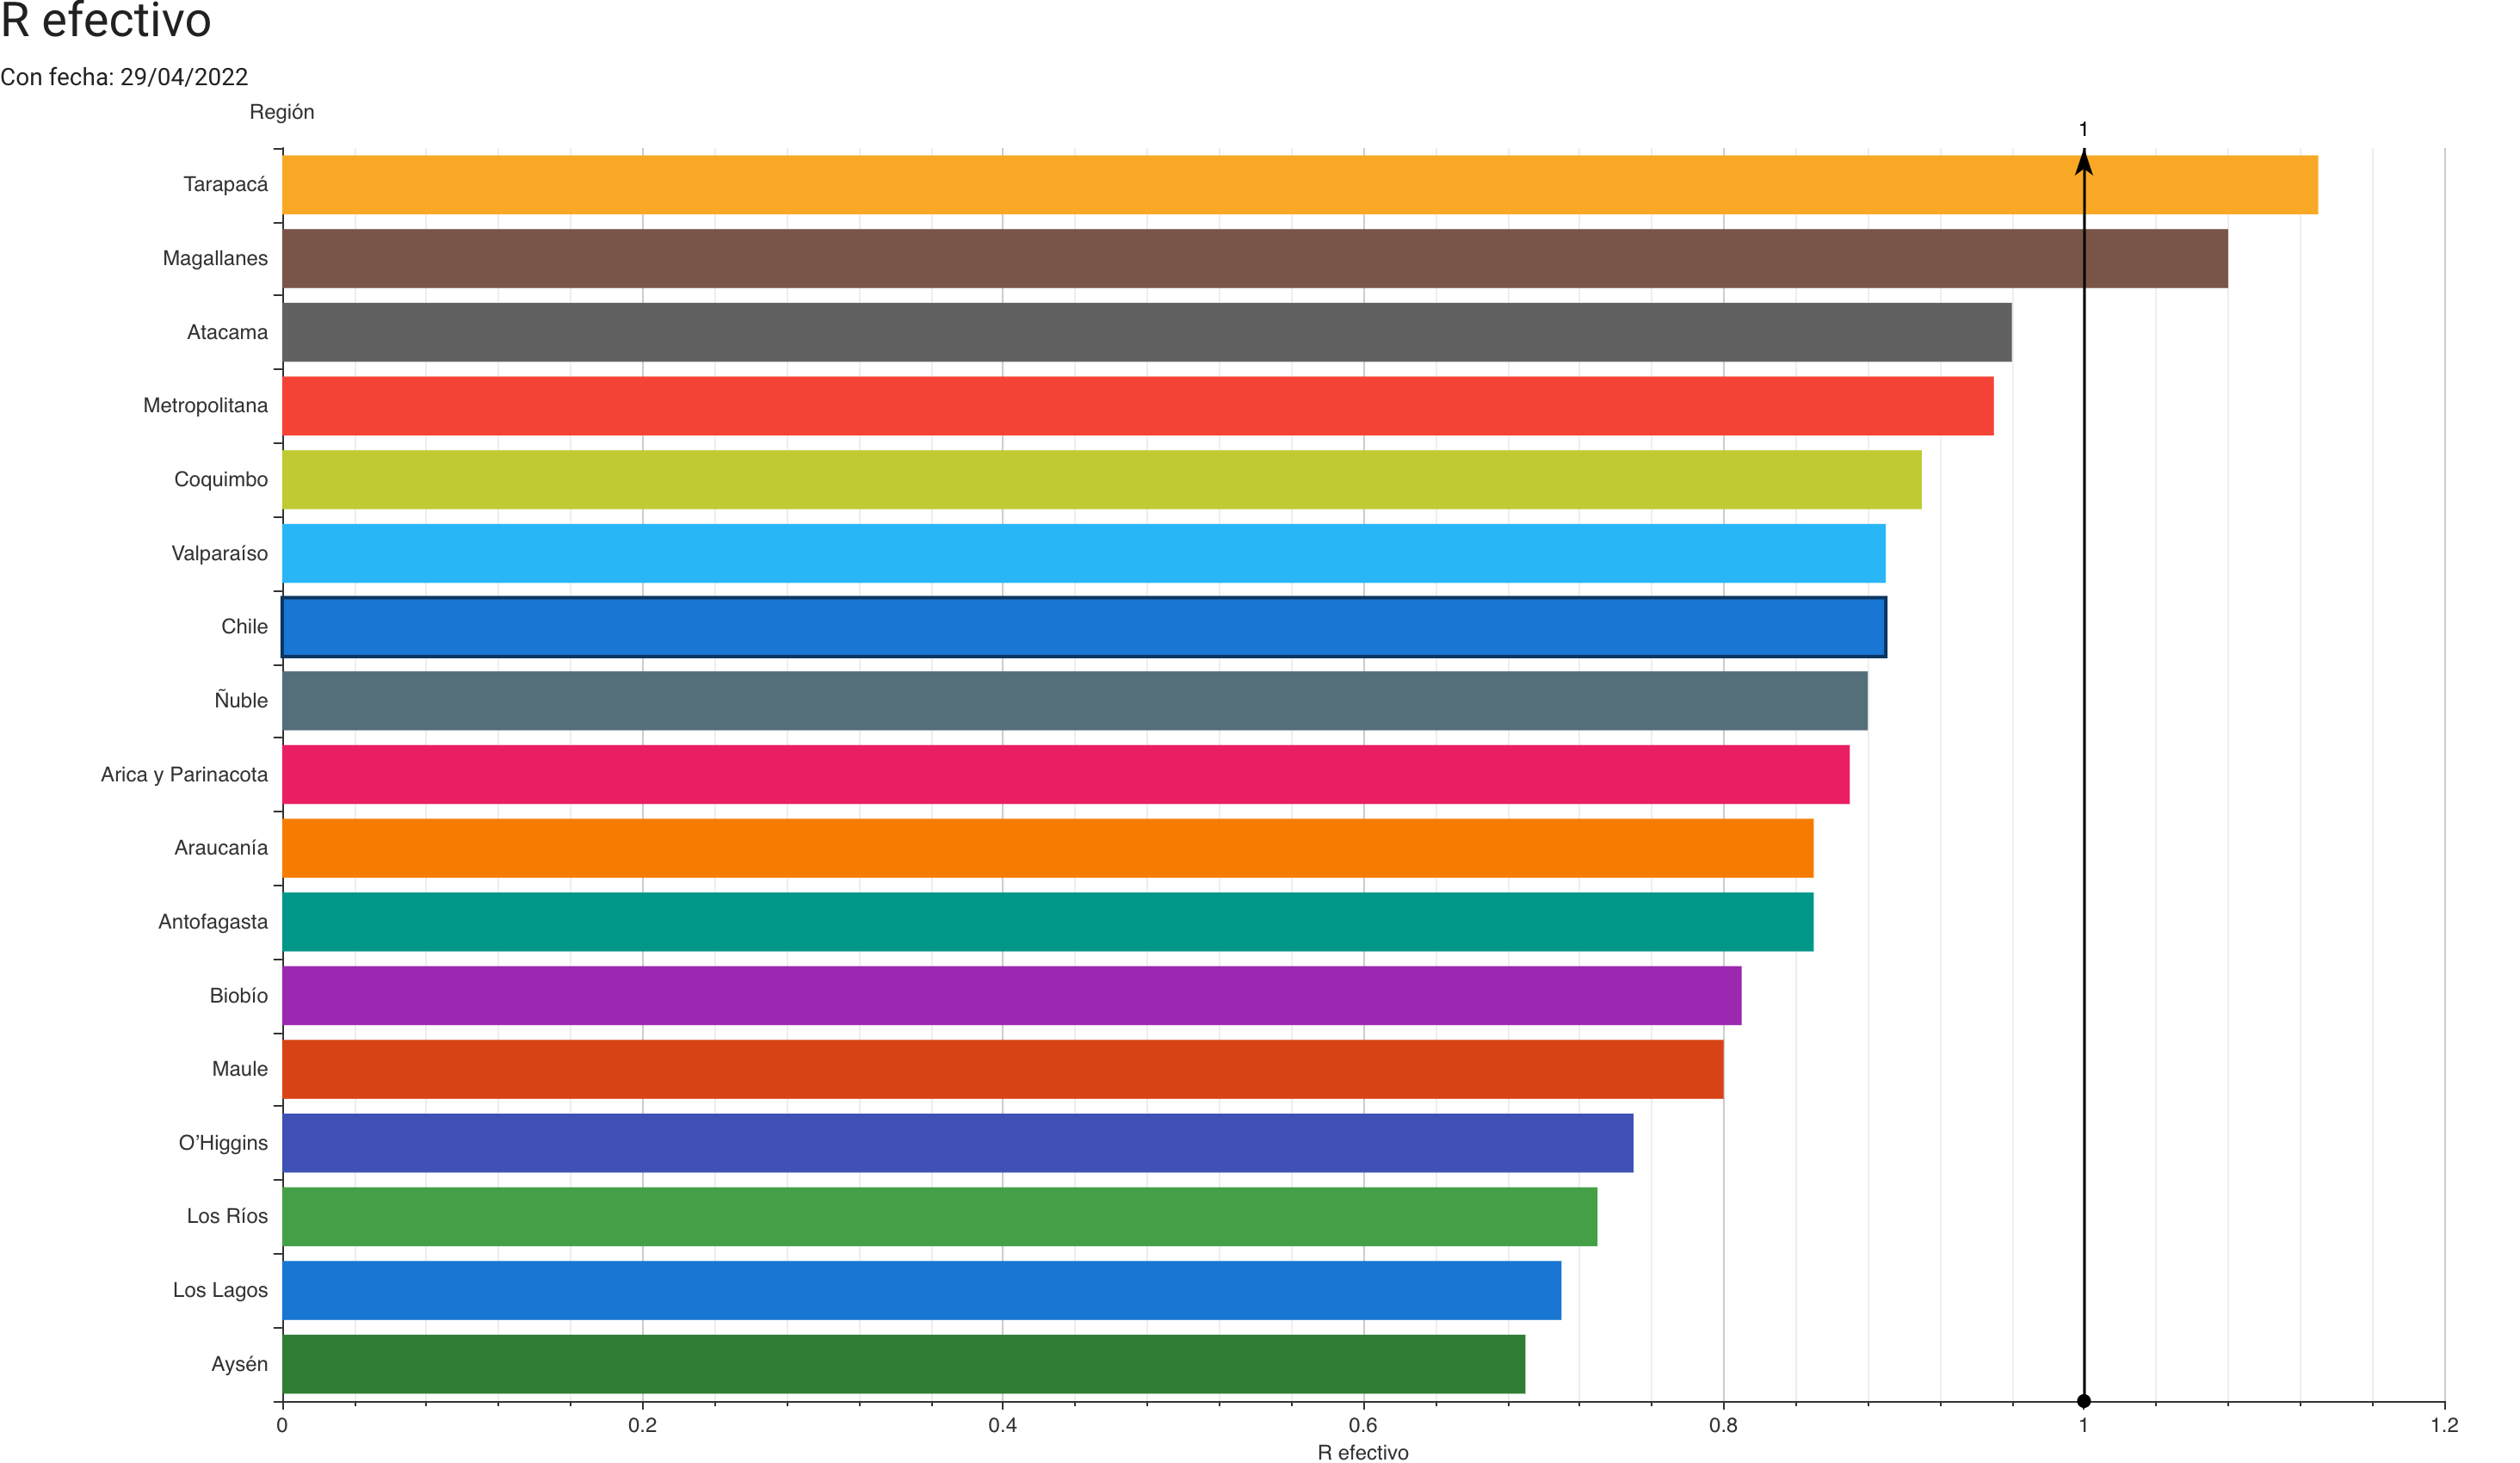 R efectivo
Con fecha: 29/04/2022
Región
1
Tarapacá
Magallanes
Atacama
Metropolitana
Coquimbo
Valparaíso
Chile
Ñuble
Arica y Parinacota
Araucanía
Antofagasta
Biobío
Maule
O’Higgins
Los Ríos
Los Lagos
Aysén
0 0.2 0.4 0.6 0.8 1 1.2
R efectivo